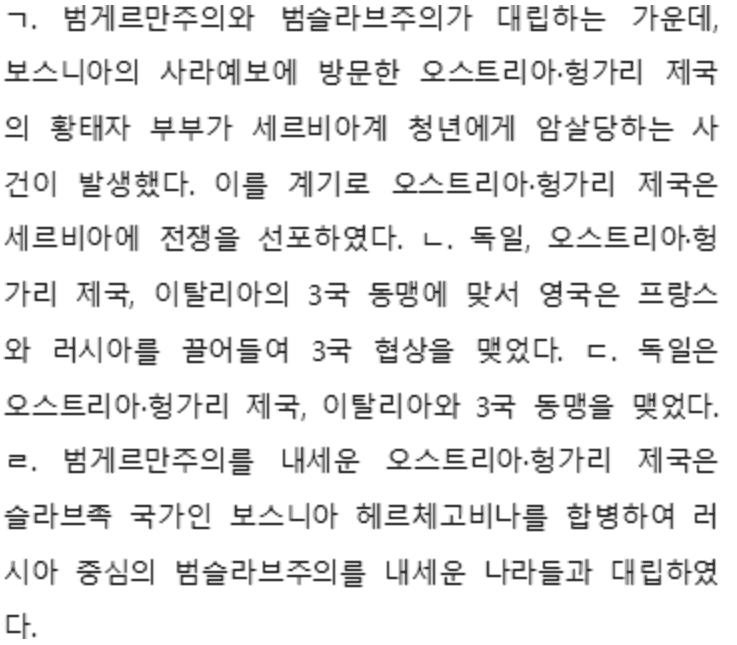 ㄱ. 범게르만주의와 범슬라브주의가 대립하는 가운데,
보스니아의 사라예보에 방문한 오스트리아·헝가리 제국
의 황태자 부부가 세르비아계 청년에게 암살당하는 사
건이 발생했다. 이를 계기로 오스트리아·헝가리 제국은
세르비아에 전쟁을 선포하였다. ㄴ. 독일, 오스트리아·헝
가리 제국, 이탈리아의 3국 동맹에 맞서 영국은 프랑스
와 러시아를 끌어들여 3국 협상을 맺었다. ㄷ. 독일은
오스트리아·헝가리 제국, 이탈리아와 3국 동맹을 맺었다.
ㄹ. 범게르만주의를 내세운 오스트리아·헝가리 제국은
슬라브족 국가인 보스니아 헤르체고비나를 합병하여 러
시아 중심의 범슬라브주의를 내세운 나라들과 대립하였
다.